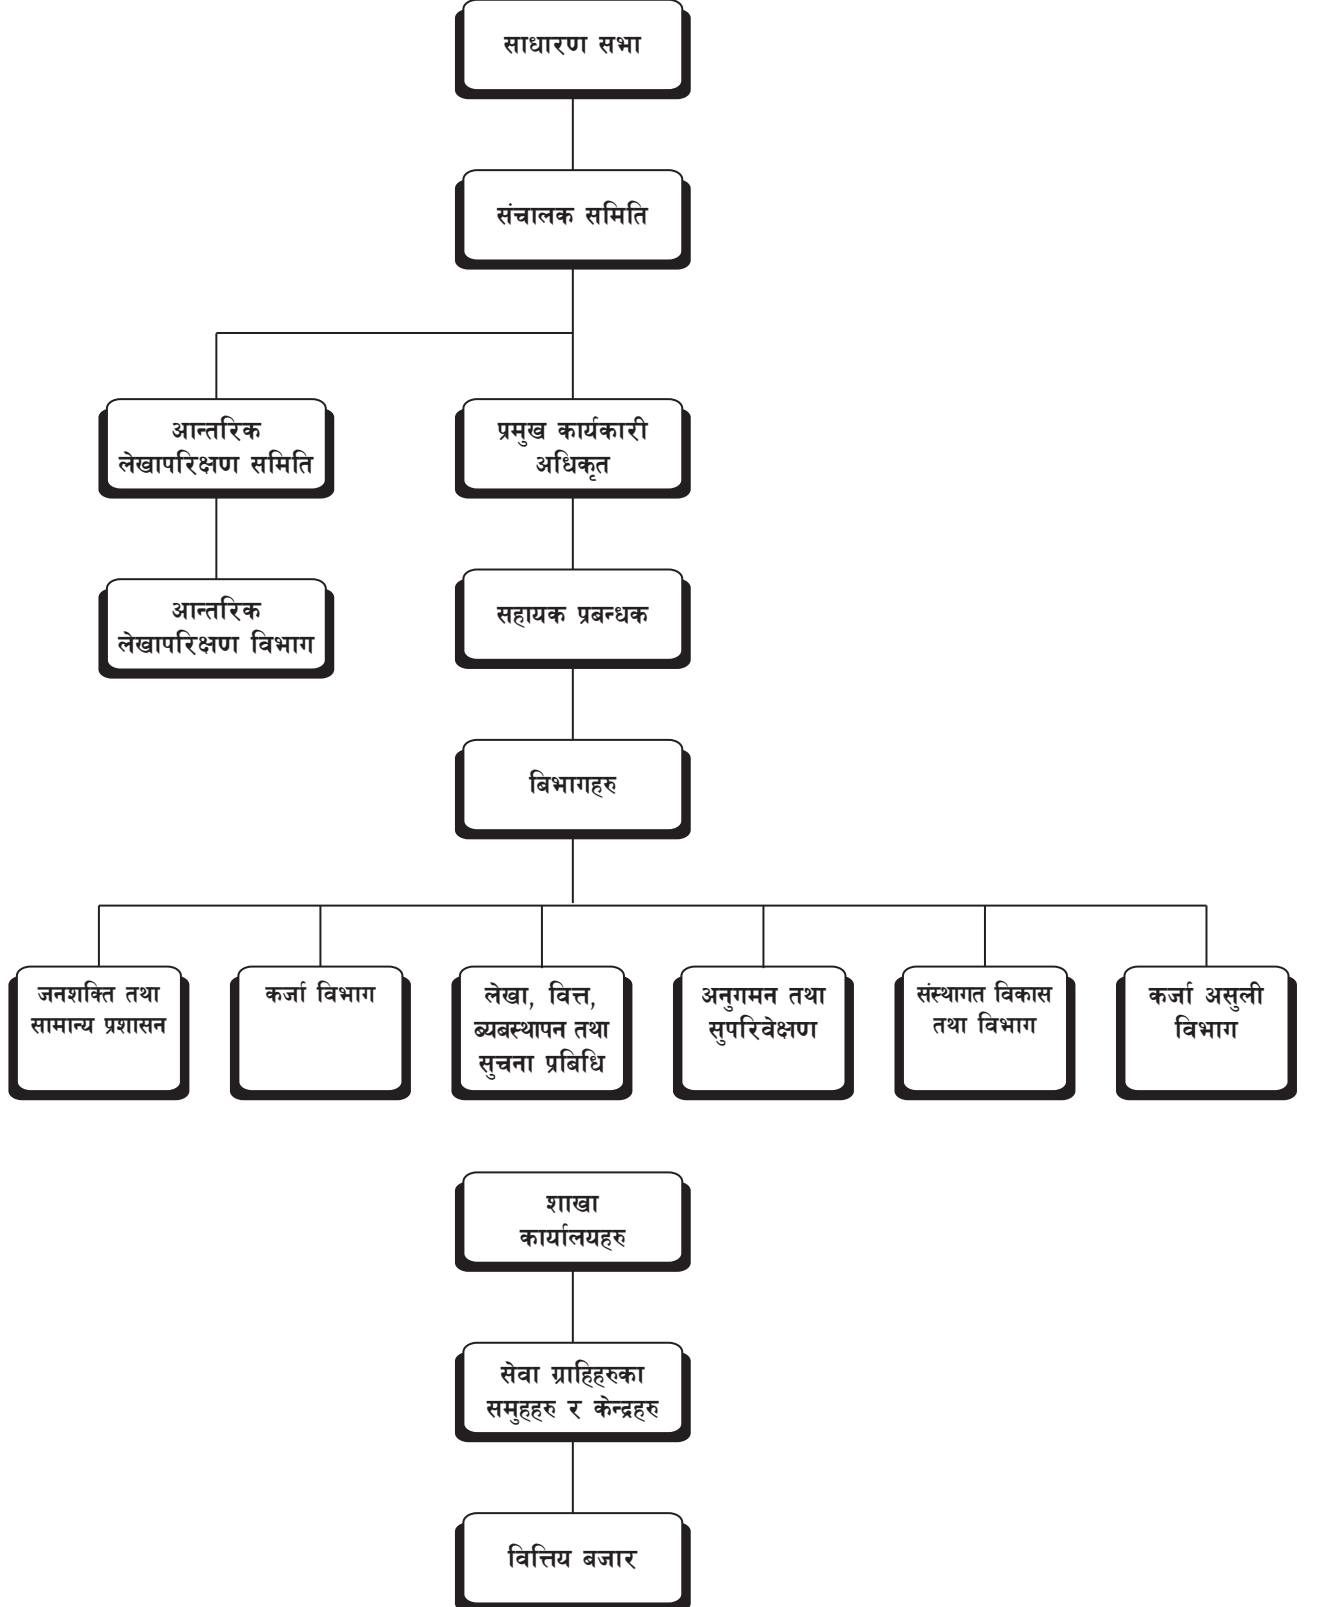 साधारण सभा
संचालक समिति
आन्तरिक
लेखापरिक्षण समिति
प्रमुख कार्यकारी
अधिकृत
आन्तरिक
लेखापरिक्षण विभाग
सहायक प्रबन्धक
बिभागहरु
जनशक्ति तथा
सामान्य प्रशासन
कर्जा विभाग
लेखा, वित्त,
ब्यबस्थापन तथा
सुचना प्रबिधि
अनुगमन तथा
सुपरिवेक्षण
संस्थागत विकास
तथा विभाग
कर्जा असुली
विभाग
शाखा
कार्यालयहरु
सेवा ग्राहिहरुका
समुहहरु र केन्द्रहरु
वित्तिय बजार